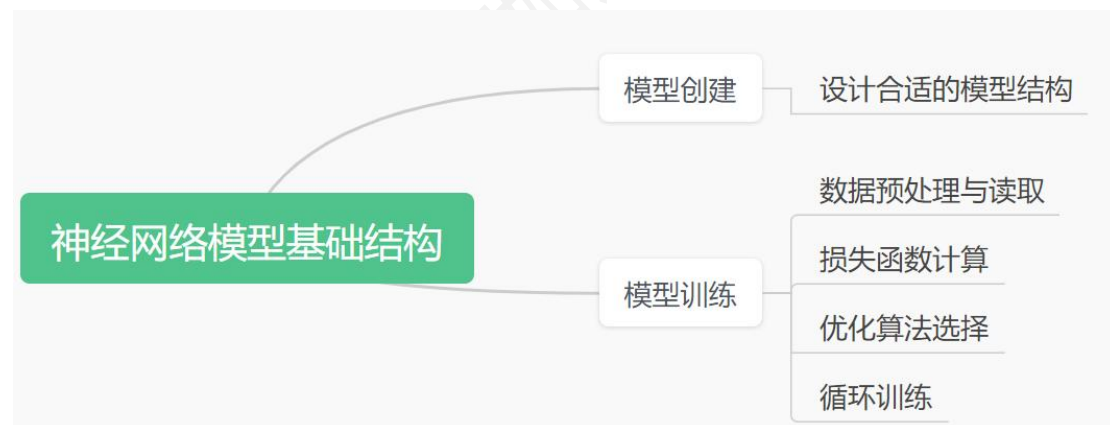 神经网络模型基础结构
模型创建
设计合适的模型结构
模型训练
数据预处理与读取
损失函数计算
优化算法选择
循环训练